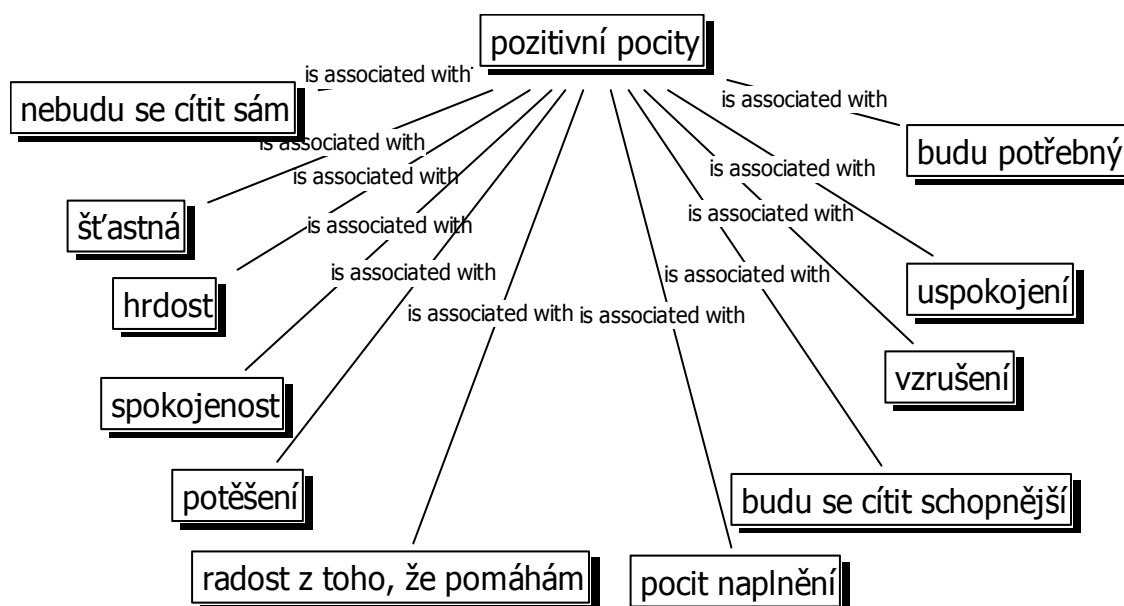 pozitivní pocity
is associated with
nebudu se cítit sám
is associated with
budu potřebný
is associated with
šťastná
is associated with
is associated with
hrdost
is associated with
uspokojení
is associated with
is associated with
vzrušení
is associated with
spokojenost
is associated with
potěšení
is associated with
budu se cítit schopnější
is associated with
radost z toho, že pomáhám
pocit naplnění